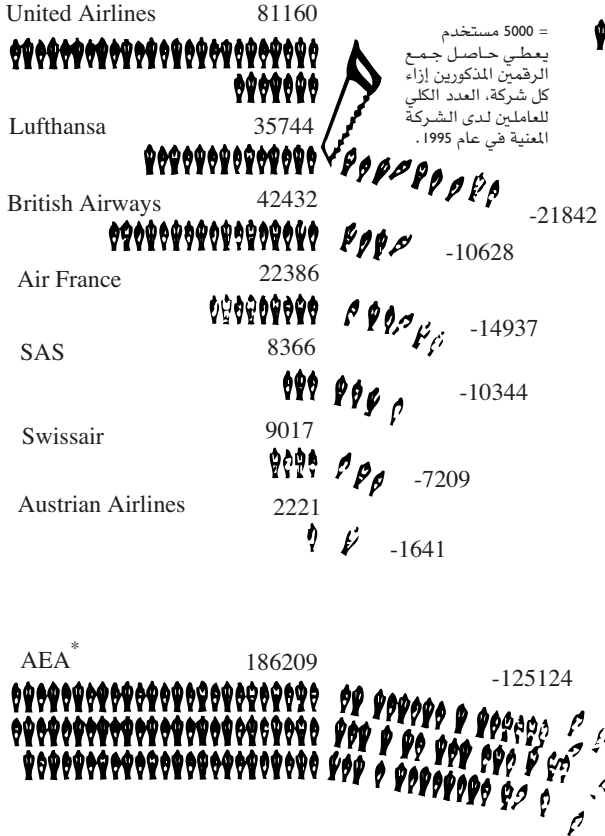 United Airlines 81160
= 5000 مستخدم
يعطي حاصل جمع
الرقمين المذكورين إزاء
كل شركة، العدد الكلي
للعاملين لدى الشركة
المعنية في عام 1995.
Lufthansa 35744
-21842
British Airways 42432
-10628
Air France 22386
-14937
SAS 8366
-10344
Swissair 9017
-7209
Austrian Airlines 2221
-1641
AEA* 186209
-125124